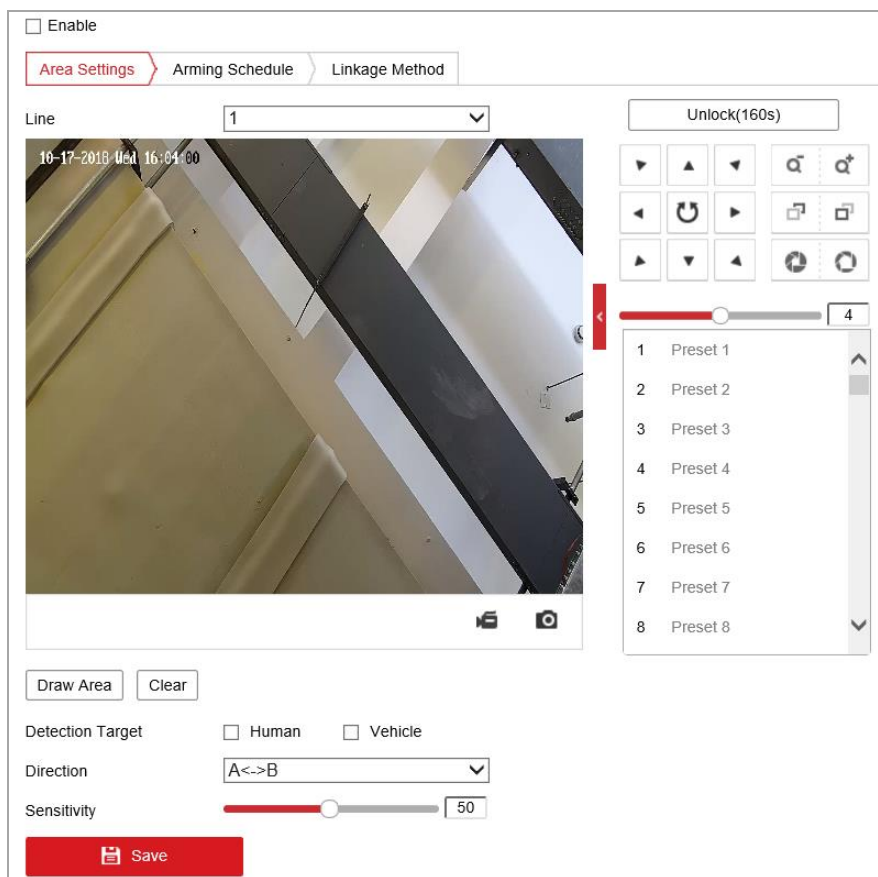 Enable
Area Settings
Arming Schedule
Linkage Method
Line
1
Unlock(160s)
10-17-2018 Wed 16:04:00
4
1 Preset 1
2 Preset 2
3 Preset 3
4 Preset 4
5 Preset 5
6 Preset 6
7 Preset 7
8 Preset 8
Draw Area
Clear
Detection Target
Human
Vehicle
Direction
A<->B
Sensitivity
50
Save